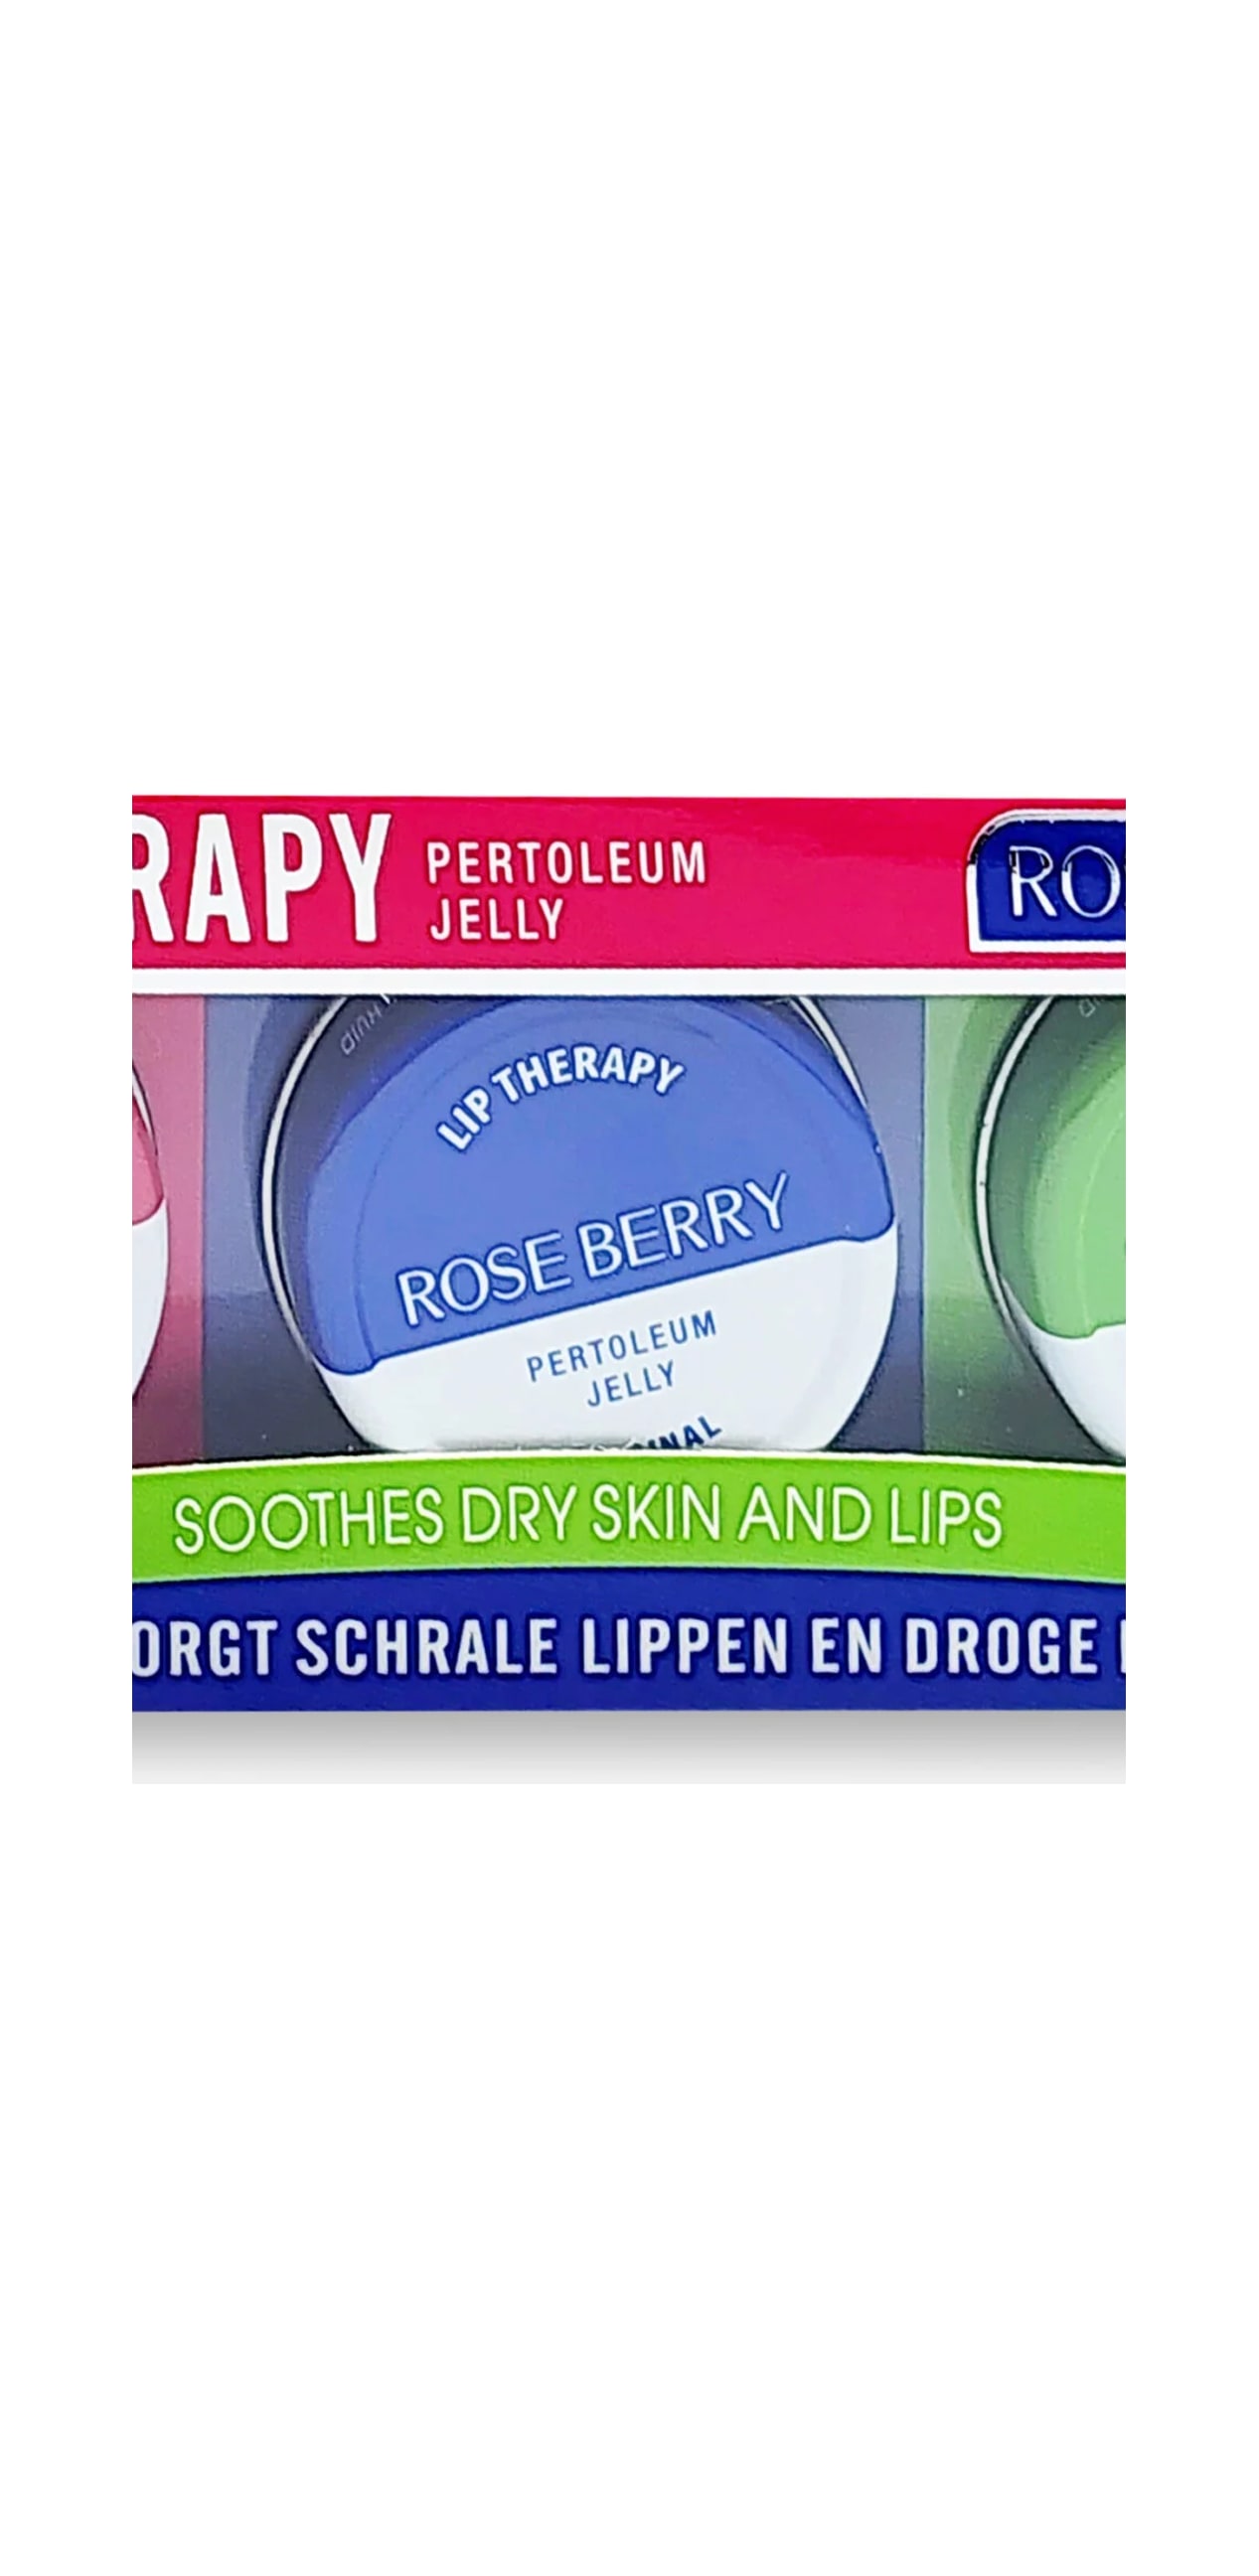 RAPY PERTOLEUM
JELLY
RO
HUID
LIP THERAPY
ROSE BERRY
PERTOLEUM
JELLY
SOOTHES DRY SKIN AND LIPS
ORGT SCHRALE LIPPEN EN DROGE